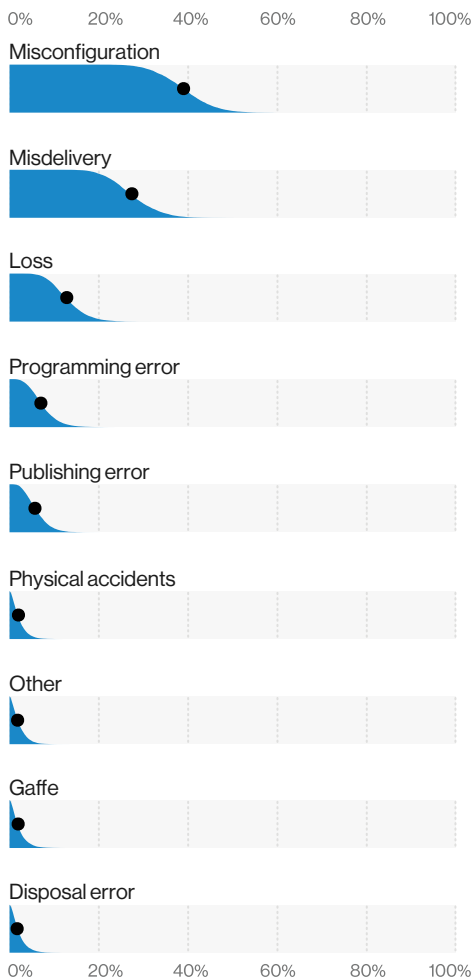 0% 20% 40% 60% 80% 100%
Misconfiguration
Misdelivery
Loss
Programming error
Publishing error
Physical accidents
Other
Gaffe
Disposal error
0% 20% 40% 60% 80% 100%